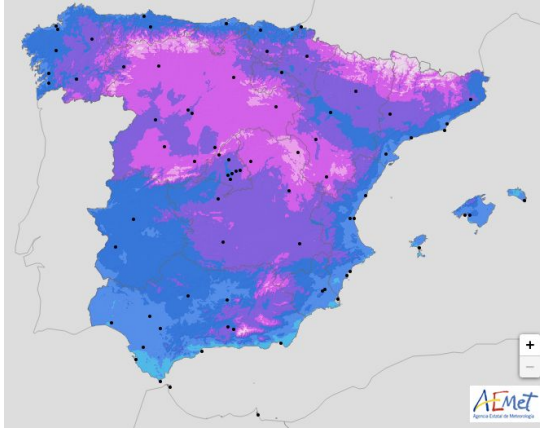 +
−
AEMet
Agencia Estatal de Meteorología